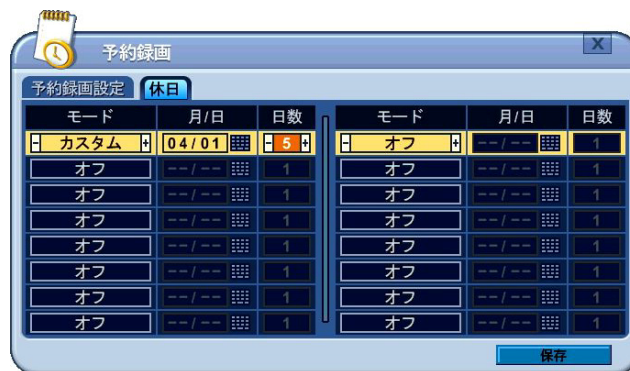 予約録画
X
予約録画設定 休日
モード 月/日 日数 モード 月/日 日数
- カスタム + 04/01 - 5 + - オフ + --/-- 1
オフ --/-- 1 オフ --/-- 1
オフ --/-- 1 オフ --/-- 1
オフ --/-- 1 オフ --/-- 1
オフ --/-- 1 オフ --/-- 1
オフ --/-- 1 オフ --/-- 1
オフ --/-- 1 オフ --/-- 1
オフ --/-- 1 オフ --/-- 1
保存